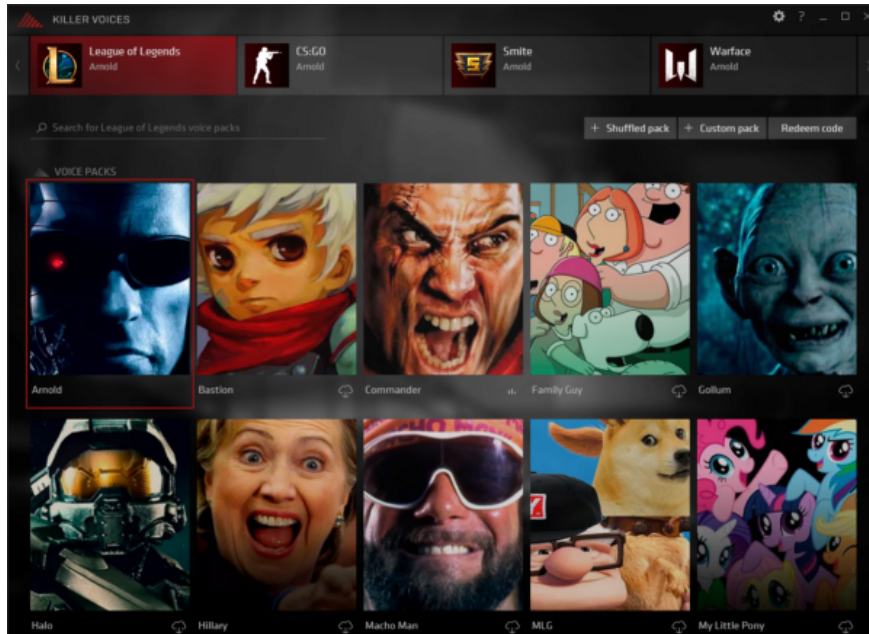 KILLER VOICES
League of Legends
Arnold
CS:GO
Arnold
Smite
Arnold
Warface
Arnold
Search for League of Legends voice packs
+ Shuffled pack
+ Custom pack
Redeem code
VOICE PACKS
Arnold
Bastion
Commander
Family Guy
Gollum
Halo
Hillary
Macho Man
MLG
My Little Pony